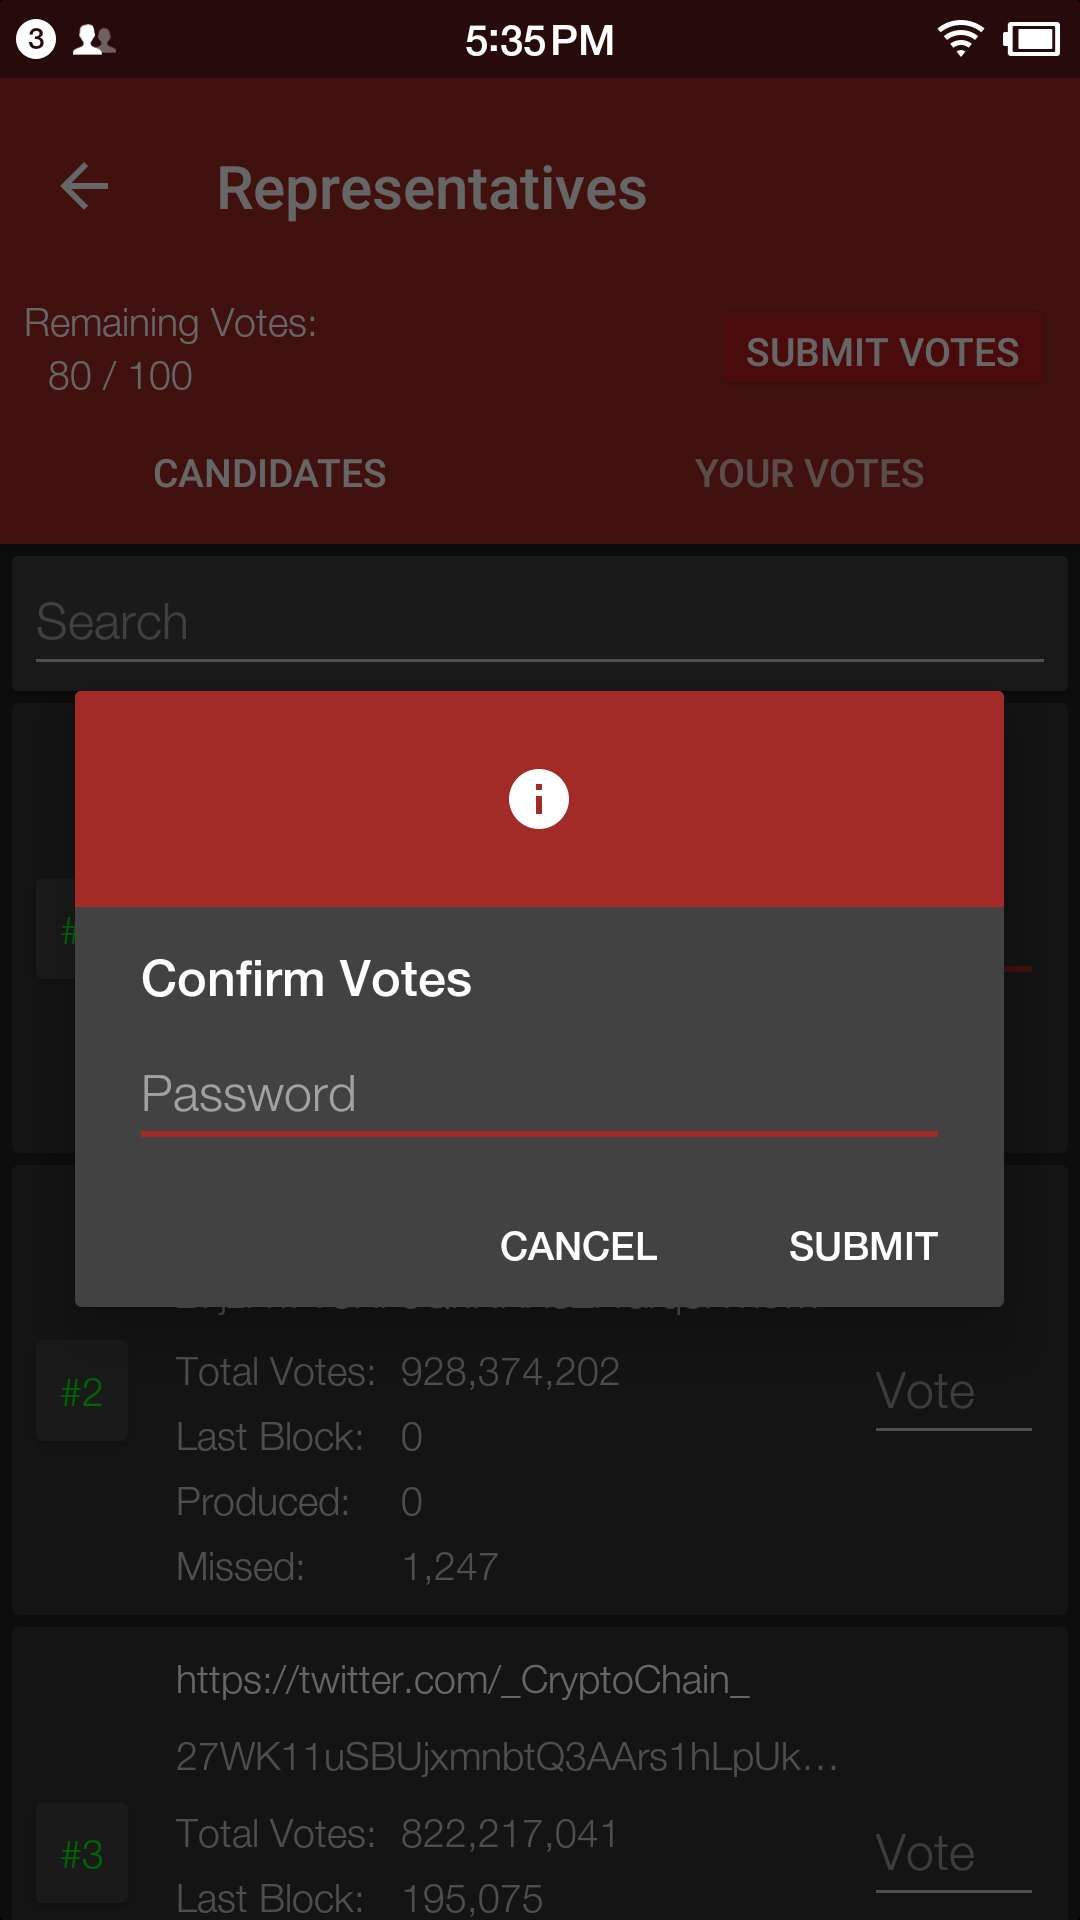 3
5:35 PM
Representatives
Remaining Votes:
80 / 100
SUBMIT VOTES
CANDIDATES
YOUR VOTES
Search
#
Confirm Votes
Password
CANCEL
SUBMIT
#2
Total Votes: 928,374,202
Vote
Last Block: 0
Produced: 0
Missed: 1,247
https://twitter.com/_CryptoChain_
27WK11uSBUjxmnbtQ3AArs1hLpUk...
#3
Total Votes: 822,217,041
Vote
Last Block: 195,075